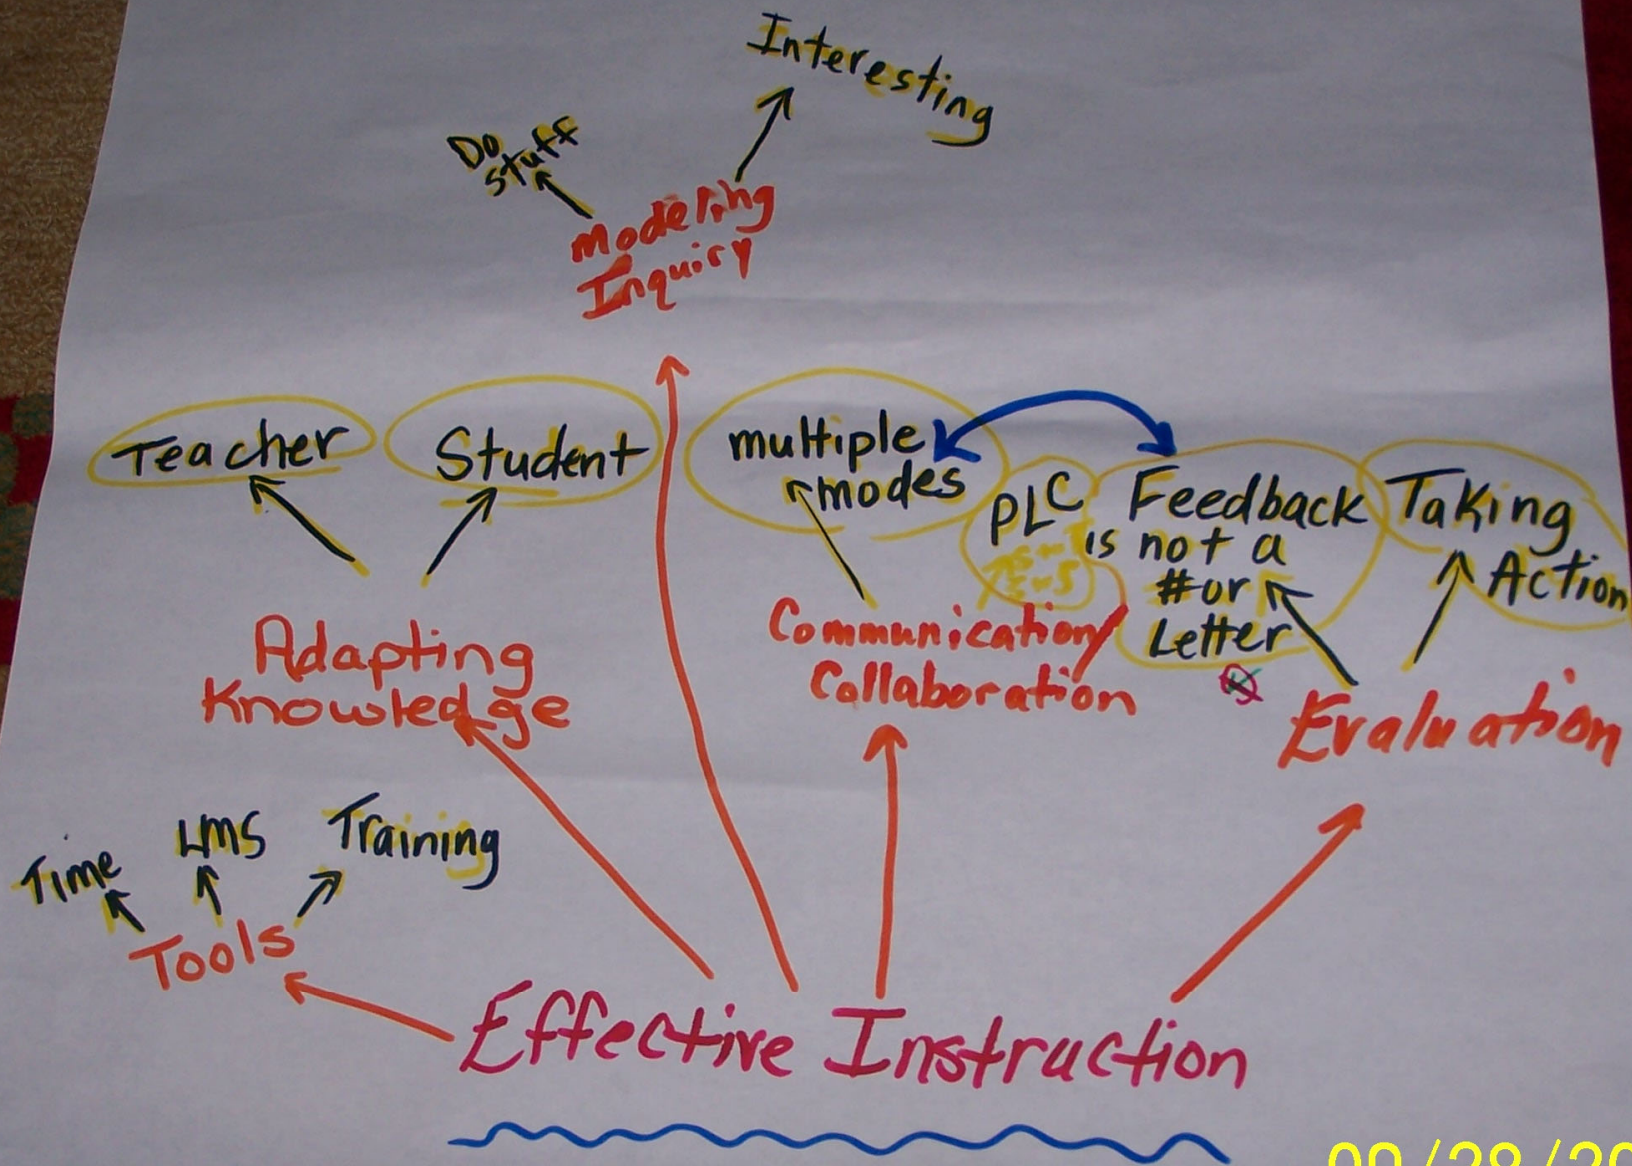 Interesting
Do
Stuff
Modeling
Inquiry
Teacher
Student
multiple
modes
PLC
Feedback
is not a
# or
Letter
Taking
Action
Adapting
Knowledge
Communication/
Collaboration
Evaluation
Time
LMS
Training
Tools
Effective Instruction